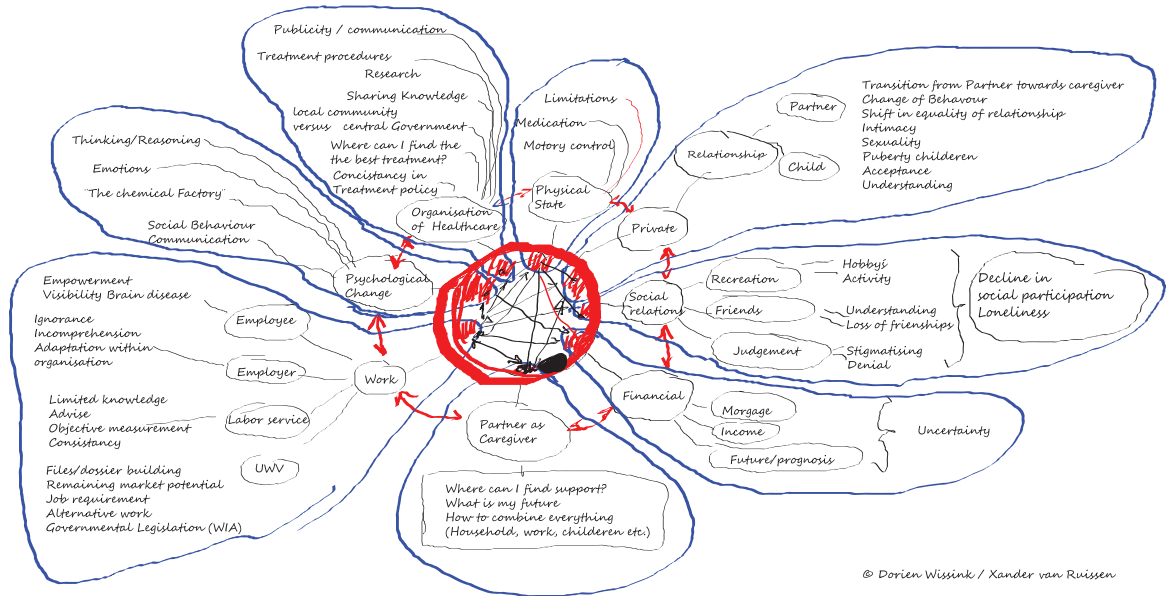 Publicity / communication
Treatment procedures
Research
Sharing Knowledge
local community
versus central Government
Where can I find the
the best treatment?
Concistancy in
Treatment policy
Organisation
of Healthcare
Limitations
Medication
Motory control
Physical
State
Partner
Relationship
Child
Private
Transition from Partner towards caregiver
Change of Behavour
Shift in equality of relationship
Intimacy
Sexuality
Puberty childeren
Acceptance
Understanding
Thinking/Reasoning
Emotions
"The chemical Factory"
Social Behaviour
Communication
Psychological
Change
Social
relations
Recreation
Friends
Judgement
Hobby's
Activity
Understanding
Loss of frienships
Stigmatising
Denial
Decline in
social participation
Loneliness
Empowerment
Visibility Brain disease
Employee
Ignorance
Incomprehension
Adaptation within
organisation
Employer
Work
Limited knowledge
Advise
Objective measurement
Consistancy
Labor service
UWV
Files/dossier building
Remaining market potential
Job requirement
Alternative work
Governmental Legislation (WIA)
Partner as
Caregiver
Where can I find support?
What is my future
How to combine everything
(Household, work, childeren etc.)
Financial
Morgage
Income
Future/prognosis
Uncertainty
© Dorien Wissink / Xander van Ruissen